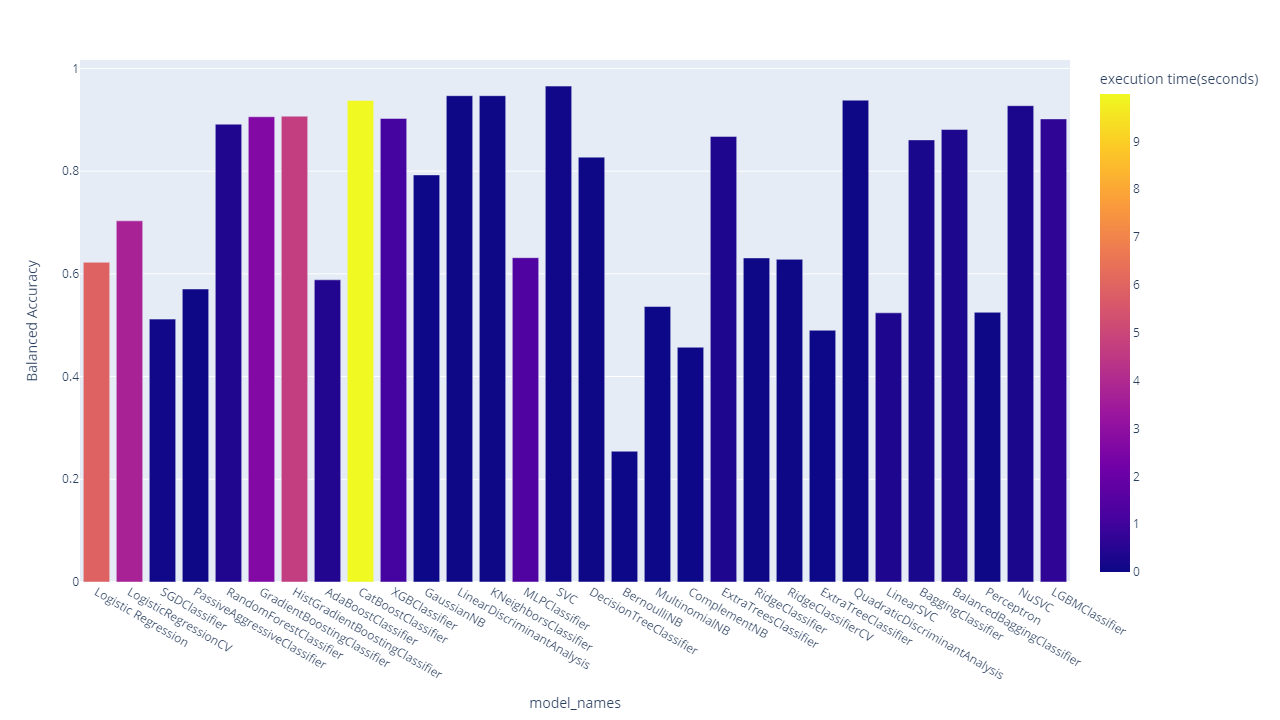 execution time(seconds)
1
0.8
0.6
0.4
0.2
0
Balanced Accuracy
9
8
7
6
5
4
3
2
1
0
Logistic Regression
LogisticRegressionCV
SGDClassifier
PassiveAggressiveClassifier
RandomForestClassifier
GradientBoostingClassifier
HistGradientBoostingClassifier
AdaBoostClassifier
CatBoostClassifier
XGBClassifier
GaussianNB
LinearDiscriminantAnalysis
KNeighborsClassifier
MLPClassifier
SVC
DecisionTreeClassifier
BernoulliNB
MultinomialNB
ComplementNB
ExtraTreesClassifier
RidgeClassifier
RidgeClassifierCV
ExtraTreeClassifier
QuadraticDiscriminantAnalysis
LinearSVC
BaggingClassifier
BalancedBaggingClassifier
Perceptron
NuSVC
LGBMClassifier
model_names